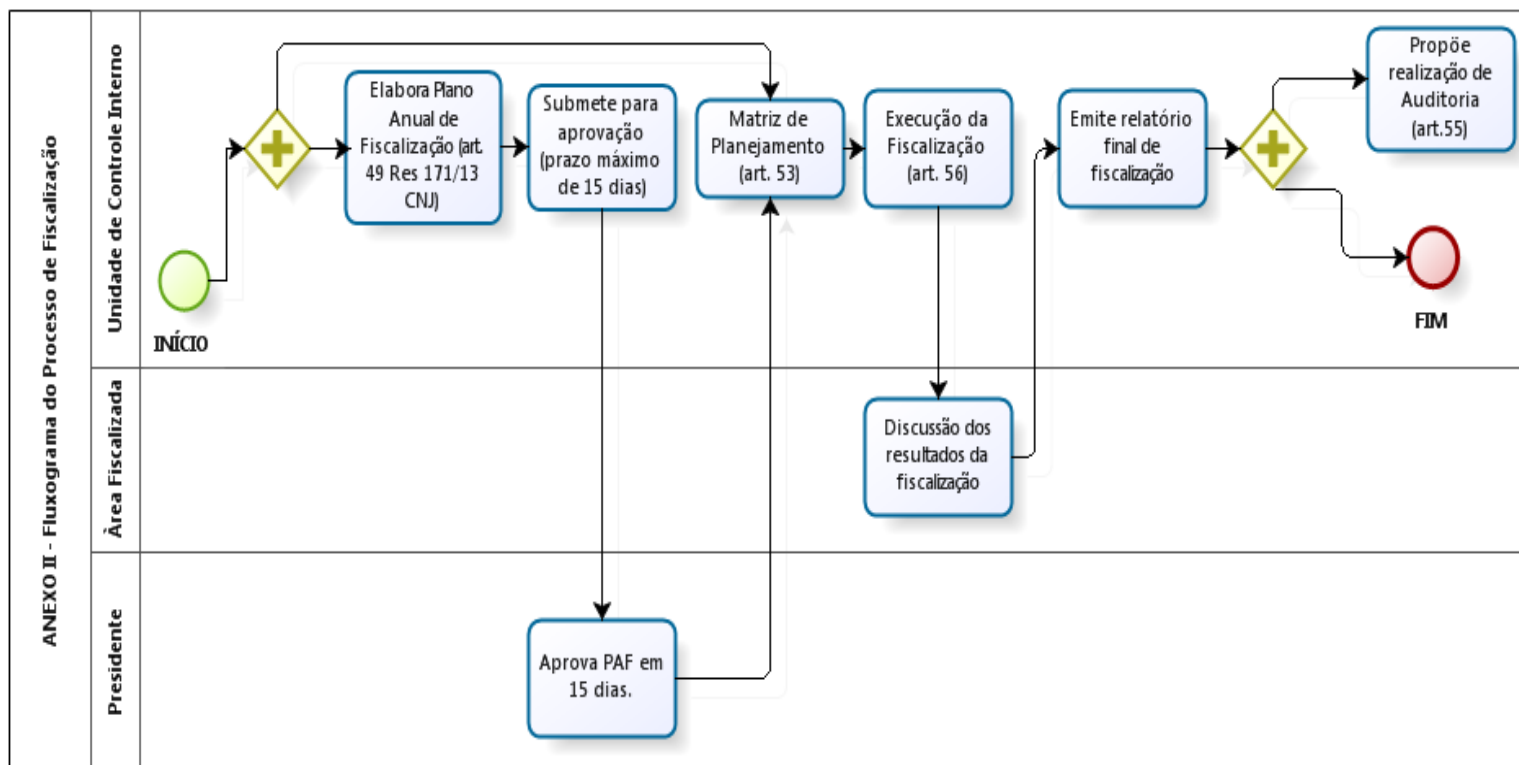 ANEXO II - Fluxograma do Processo de Fiscalização
Unidade de Controle Interno
INÍCIO
Elabora Plano
Anual de
Fiscalização (art.
49 Res 171/13
CNJ)
Submete para
aprovação
(prazo máximo
de 15 dias)
Matriz de
Planejamento
(art. 53)
Execução da
Fiscalização
(art. 56)
Emite relatório
final de
fiscalização
Propõe
realização de
Auditoria
(art.55)
FIM
Àrea Fiscalizada
Discussão dos
resultados da
fiscalização
Presidente
Aprova PAF em
15 dias.